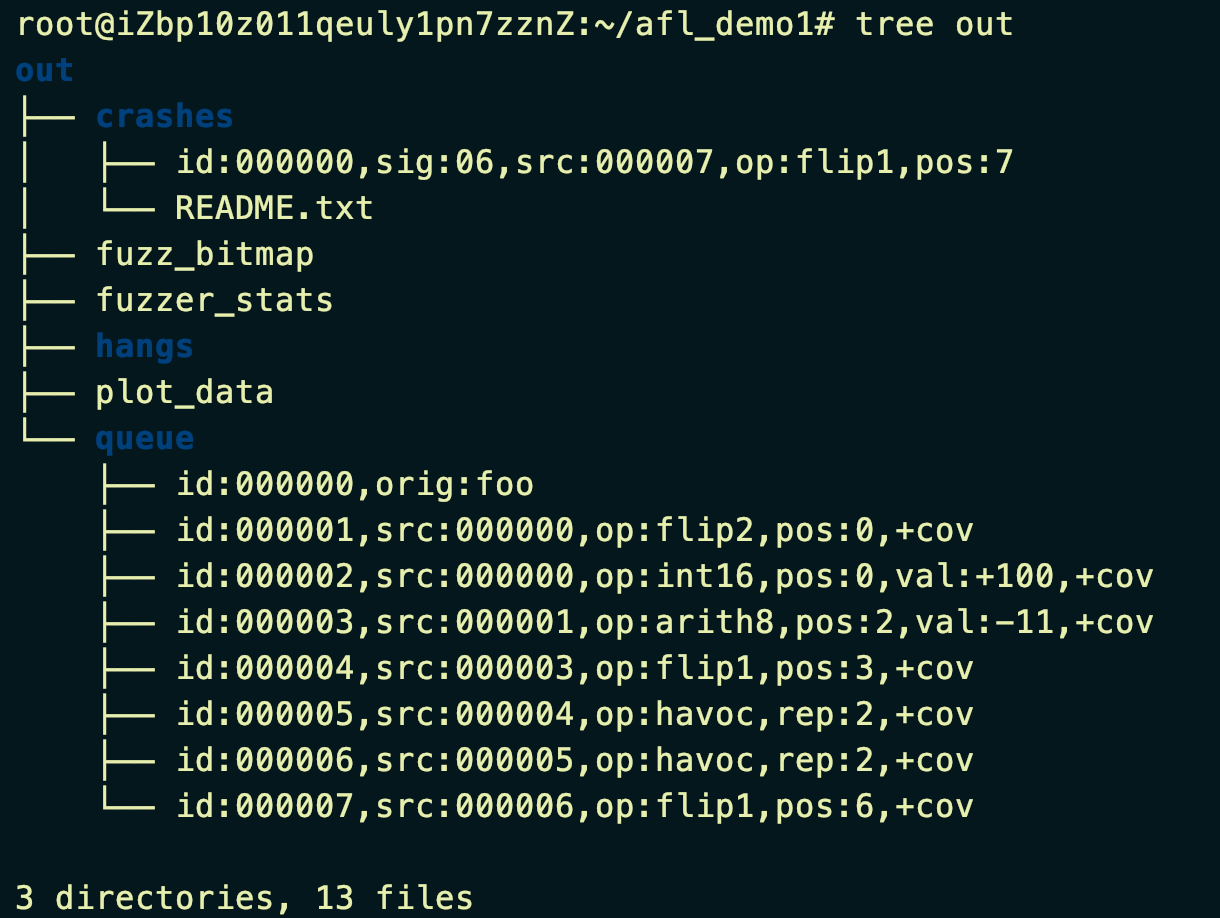 root@iZbp10z011qeuly1pn7zznZ:~/afl_demo1# tree out
out
├── crashes
│   ├── id:000000,sig:06,src:000007,op:flip1,pos:7
│   └── README.txt
├── fuzz_bitmap
├── fuzzer_stats
├── hangs
├── plot_data
└── queue
    ├── id:000000,orig:foo
    ├── id:000001,src:000000,op:flip2,pos:0,+cov
    ├── id:000002,src:000000,op:int16,pos:0,val:+100,+cov
    ├── id:000003,src:000001,op:arith8,pos:2,val:-11,+cov
    ├── id:000004,src:000003,op:flip1,pos:3,+cov
    ├── id:000005,src:000004,op:havoc,rep:2,+cov
    ├── id:000006,src:000005,op:havoc,rep:2,+cov
    └── id:000007,src:000006,op:flip1,pos:6,+cov
3 directories, 13 files